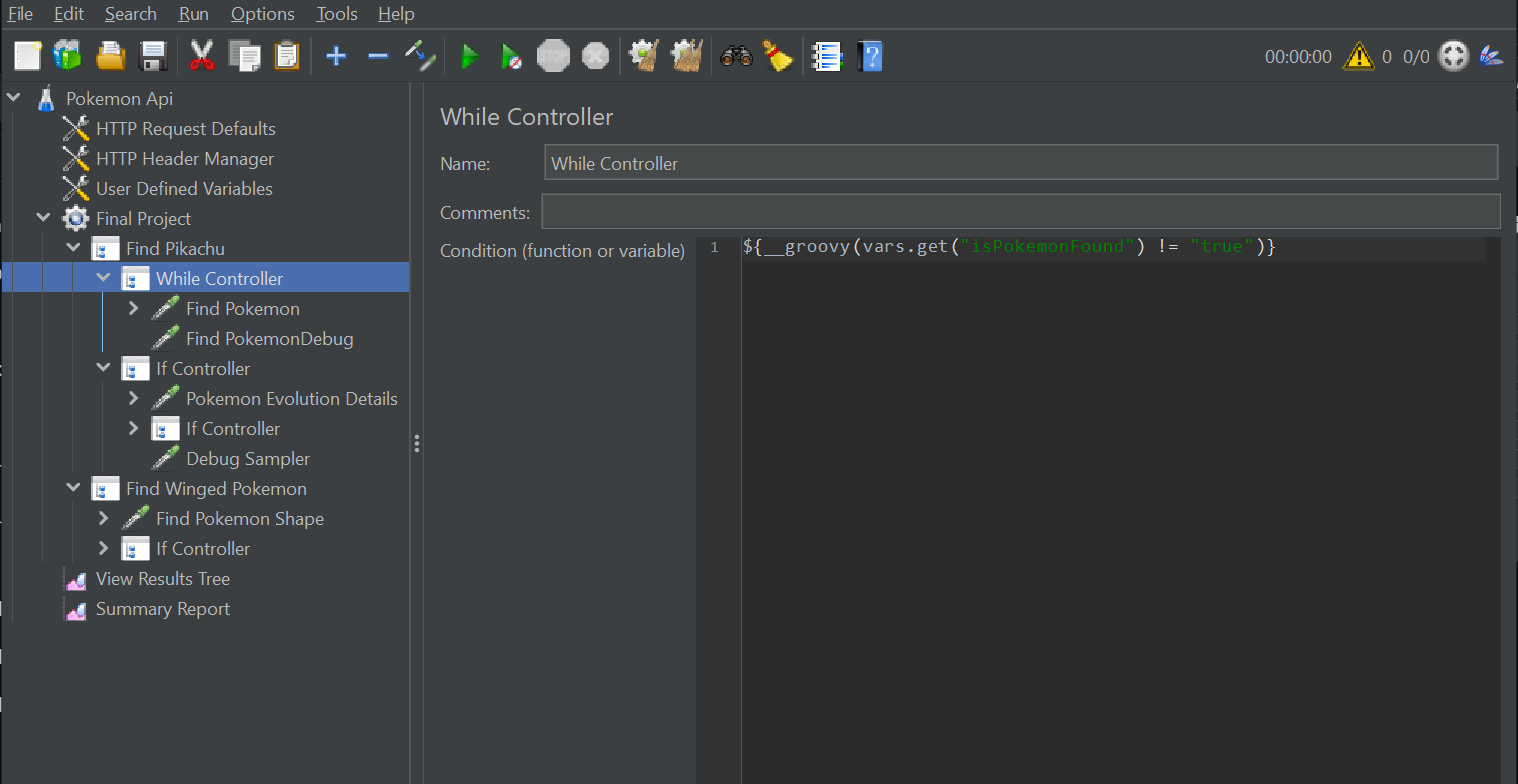 File Edit Search Run Options Tools Help
STOP
00:00:00 0 0/0
Pokemon Api
HTTP Request Defaults
HTTP Header Manager
User Defined Variables
Final Project
Find Pikachu
While Controller
Find Pokemon
Find PokemonDebug
If Controller
Pokemon Evolution Details
If Controller
Debug Sampler
Find Winged Pokemon
Find Pokemon Shape
If Controller
View Results Tree
Summary Report
While Controller
Name: While Controller
Comments:
Condition (function or variable) 1 ${__groovy(vars.get("isPokemonFound") != "true")}